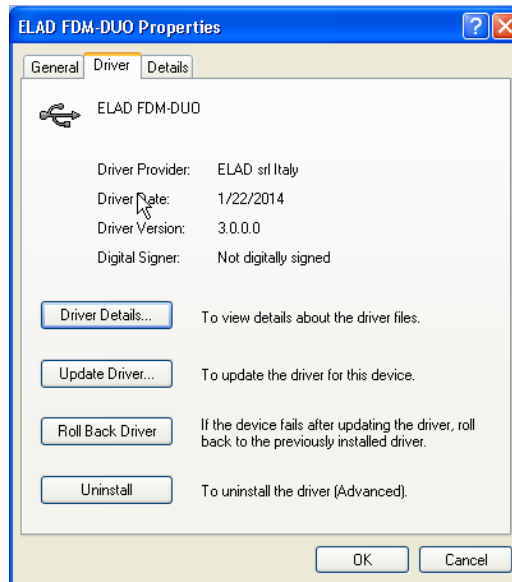 ELAD FDM-DUO Properties
General Driver Details
ELAD FDM-DUO
Driver Provider: ELAD srl Italy
Driver Date: 1/22/2014
Driver Version: 3.0.0.0
Digital Signer: Not digitally signed
Driver Details... To view details about the driver files.
Update Driver... To update the driver for this device.
Roll Back Driver If the device fails after updating the driver, roll
back to the previously installed driver.
Uninstall To uninstall the driver (Advanced).
OK Cancel